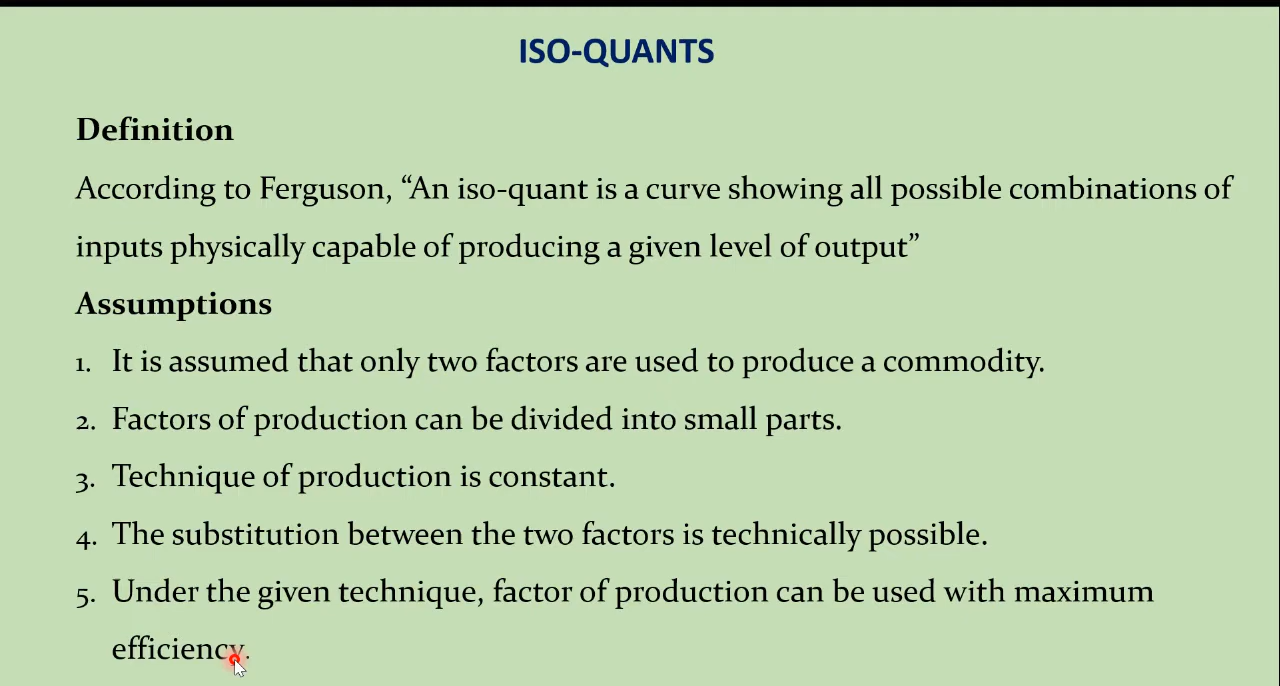 ISO-QUANTS
Definition
According to Ferguson, “An iso-quant is a curve showing all possible combinations of
inputs physically capable of producing a given level of output”
Assumptions
1. It is assumed that only two factors are used to produce a commodity.
2. Factors of production can be divided into small parts.
3. Technique of production is constant.
4. The substitution between the two factors is technically possible.
5. Under the given technique, factor of production can be used with maximum
efficiency.